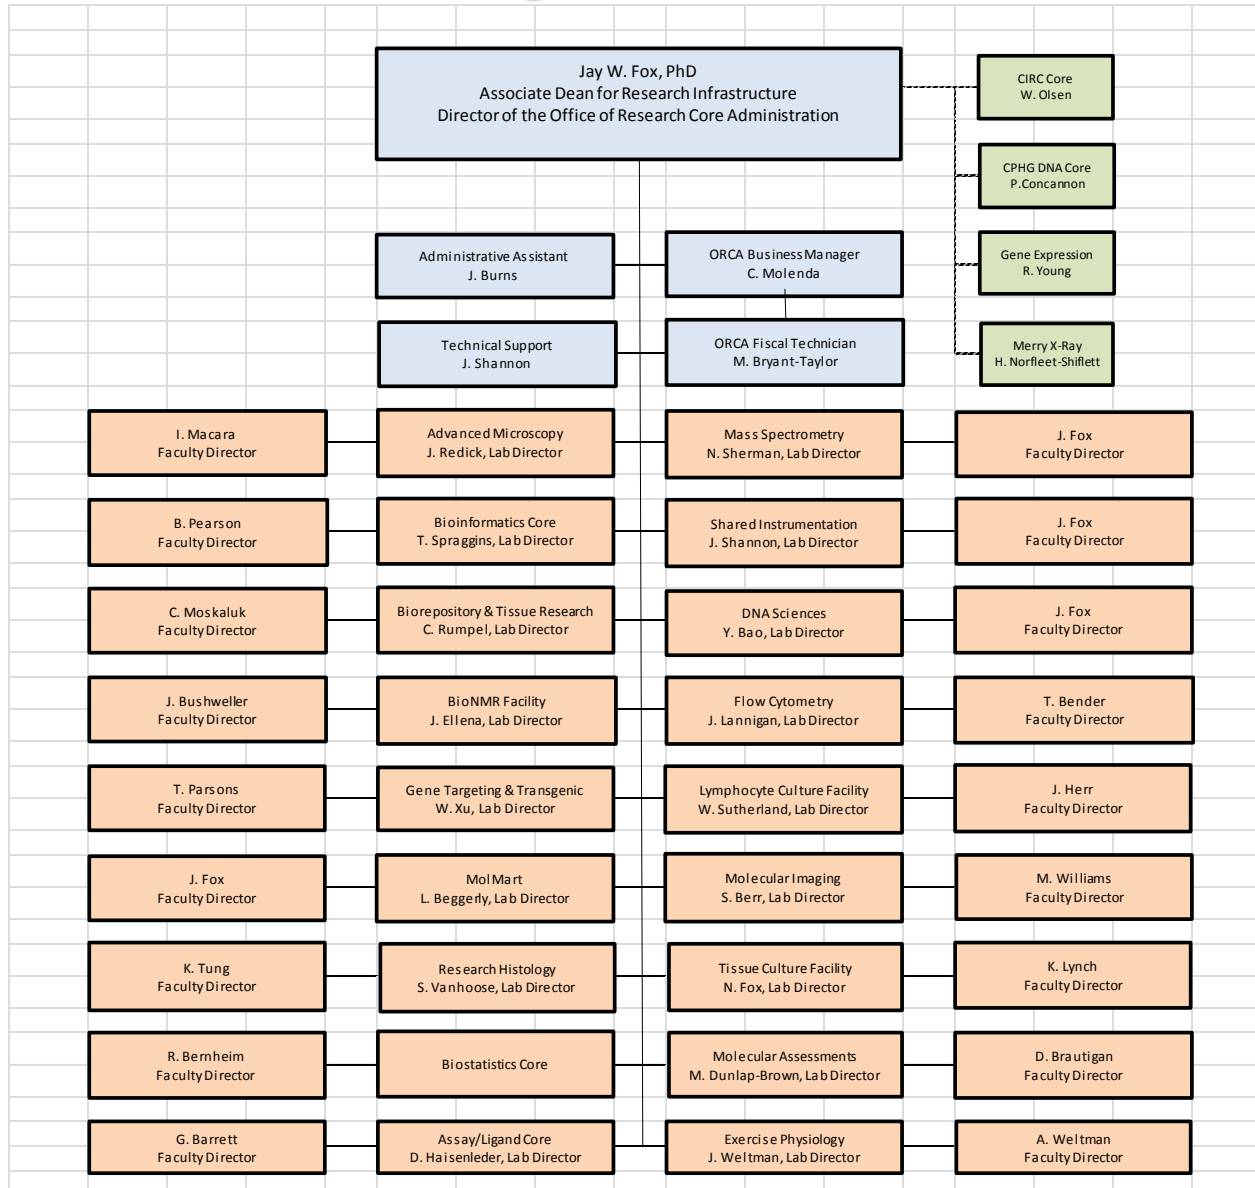 Jay W. Fox, PhD
Associate Dean for Research Infrastructure
Director of the Office of Research Core Administration
CIRC Core
W. Olsen
CPHG DNA Core
P.Concannon
Gene Expression
R. Young
Merry X-Ray
H. Norfleet-Shiflett
Administrative Assistant
J. Burns
ORCA Business Manager
C. Molenda
Technical Support
J. Shannon
ORCA Fiscal Technician
M. Bryant-Taylor
I. Macara
Faculty Director
Advanced Microscopy
J. Redick, Lab Director
Mass Spectrometry
N. Sherman, Lab Director
J. Fox
Faculty Director
B. Pearson
Faculty Director
Bioinformatics Core
T. Spraggins, Lab Director
Shared Instrumentation
J. Shannon, Lab Director
J. Fox
Faculty Director
C. Moskaluk
Faculty Director
Biorepository & Tissue Research
C. Rumpel, Lab Director
DNA Sciences
Y. Bao, Lab Director
J. Fox
Faculty Director
J. Bushweller
Faculty Director
BioNMR Facility
J. Ellena, Lab Director
Flow Cytometry
J. Lannigan, Lab Director
T. Bender
Faculty Director
T. Parsons
Faculty Director
Gene Targeting & Transgenic
W. Xu, Lab Director
Lymphocyte Culture Facility
W. Sutherland, Lab Director
J. Herr
Faculty Director
J. Fox
Faculty Director
MolMart
L. Beggerly, Lab Director
Molecular Imaging
S. Berr, Lab Director
M. Williams
Faculty Director
K. Tung
Faculty Director
Research Histology
S. Vanhoose, Lab Director
Tissue Culture Facility
N. Fox, Lab Director
K. Lynch
Faculty Director
R. Bernheim
Faculty Director
Biostatistics Core
Molecular Assessments
M. Dunlap-Brown, Lab Director
D. Brautigan
Faculty Director
G. Barrett
Faculty Director
Assay/Ligand Core
D. Haisenleder, Lab Director
Exercise Physiology
J. Weltman, Lab Director
A. Weltman
Faculty Director